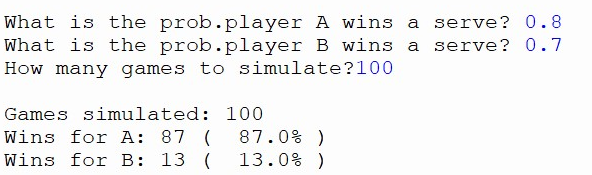 What is the prob.player A wins a serve? 0.8
What is the prob.player B wins a serve? 0.7
How many games to simulate?100
Games simulated: 100
Wins for A: 87 ( 87.0% )
Wins for B: 13 ( 13.0% )